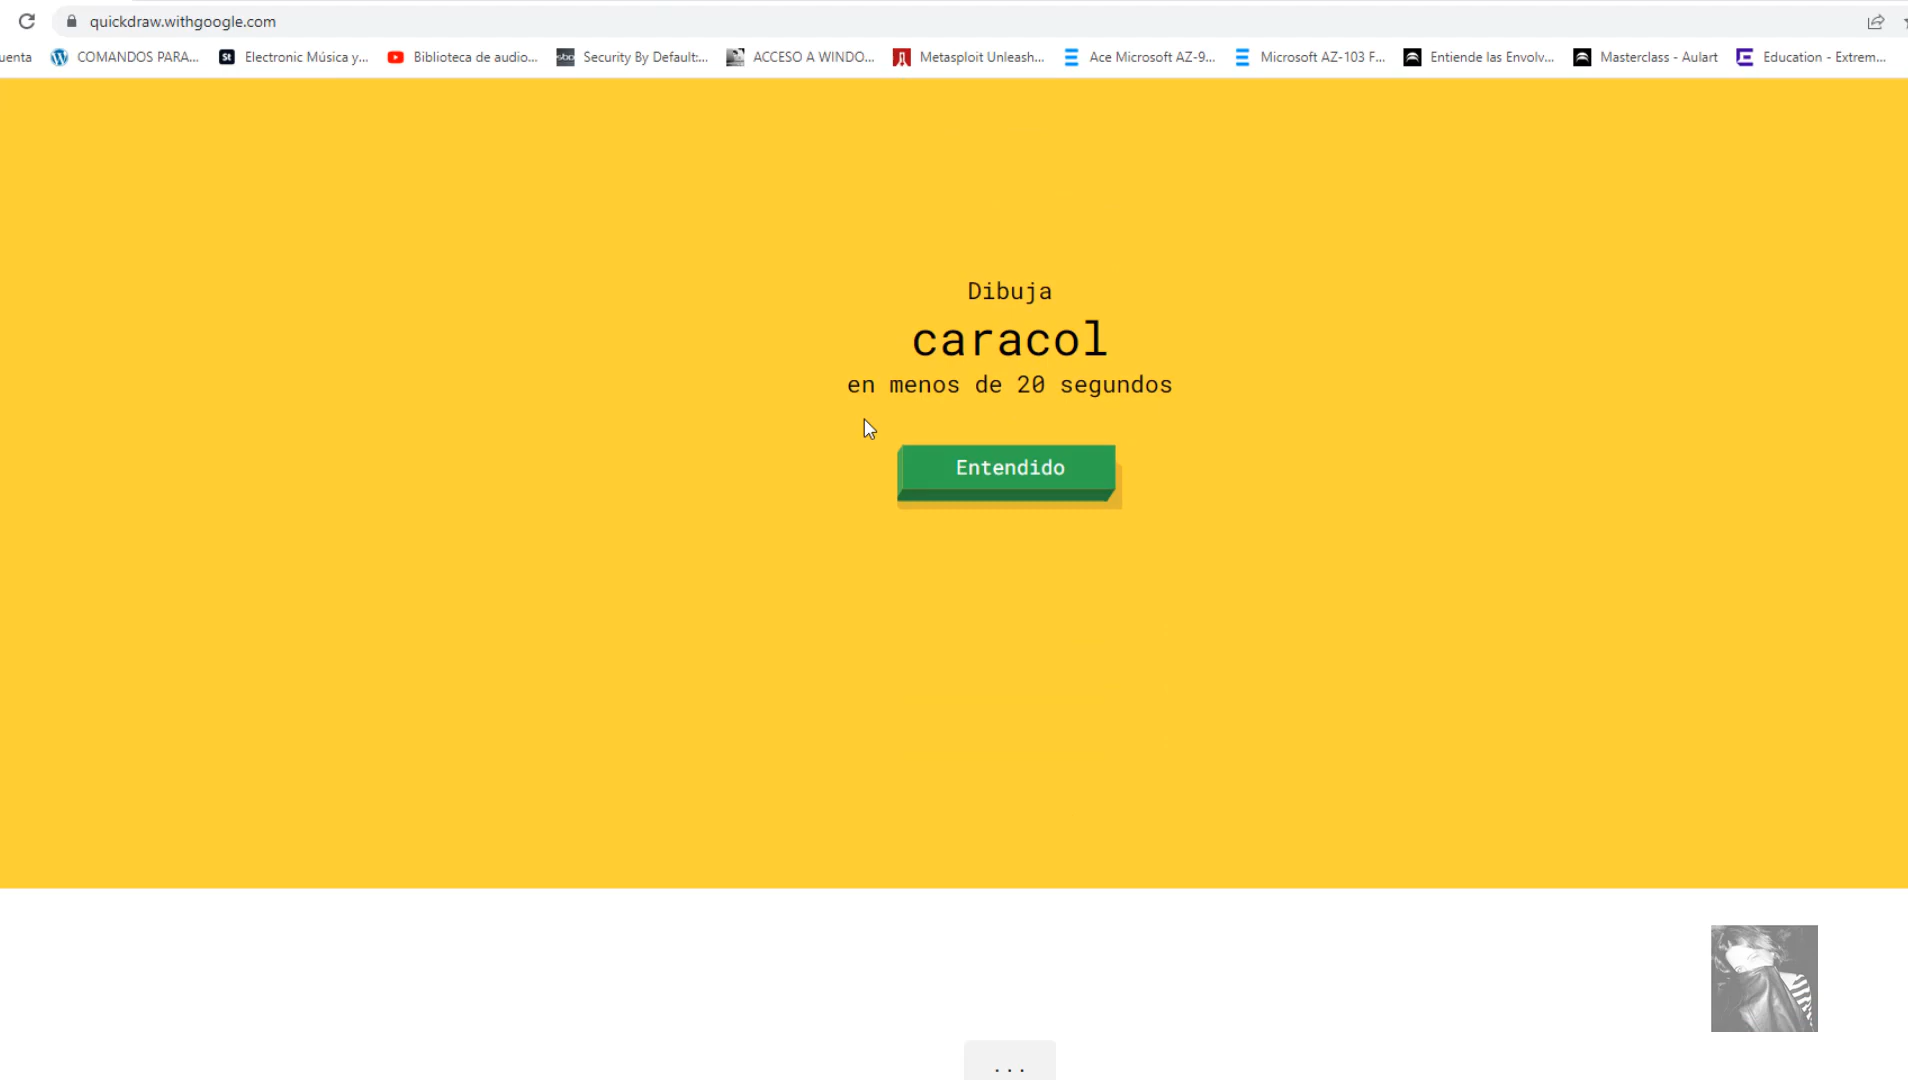 quickdraw.withgoogle.com
uenta COMANDOS PARA... St Electronic Música y... Biblioteca de audio... sbd Security By Default:... ACCESO A WINDO... Metasploit Unleash... Ace Microsoft AZ-9... Microsoft AZ-103 F... Entiende las Envolv... Masterclass - Aulart Education - Extrem...
Dibuja
caracol
en menos de 20 segundos
Entendido
...